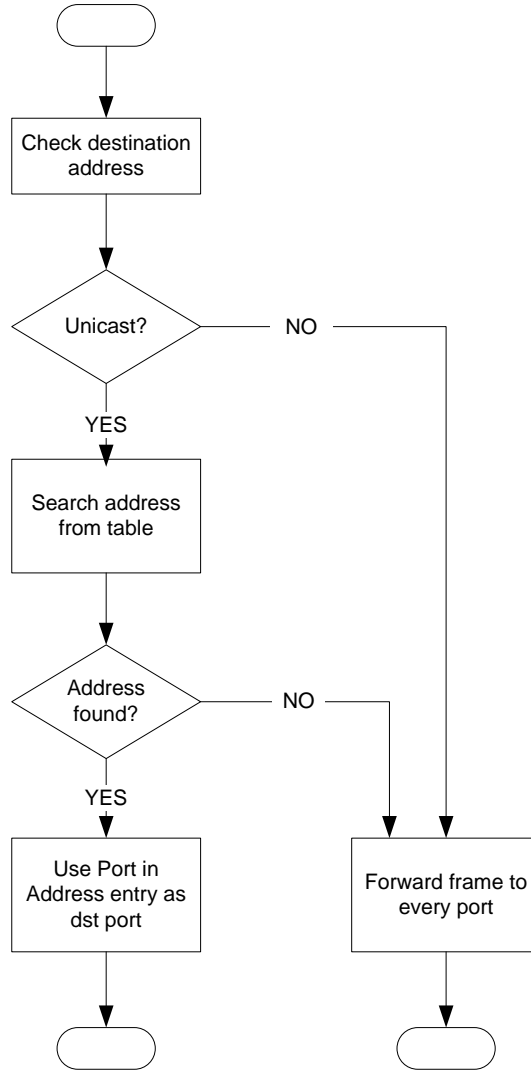 Check destination
address
Unicast?
NO
YES
Search address
from table
Address
found?
NO
YES
Use Port in
Address entry as
dst port
Forward frame to
every port